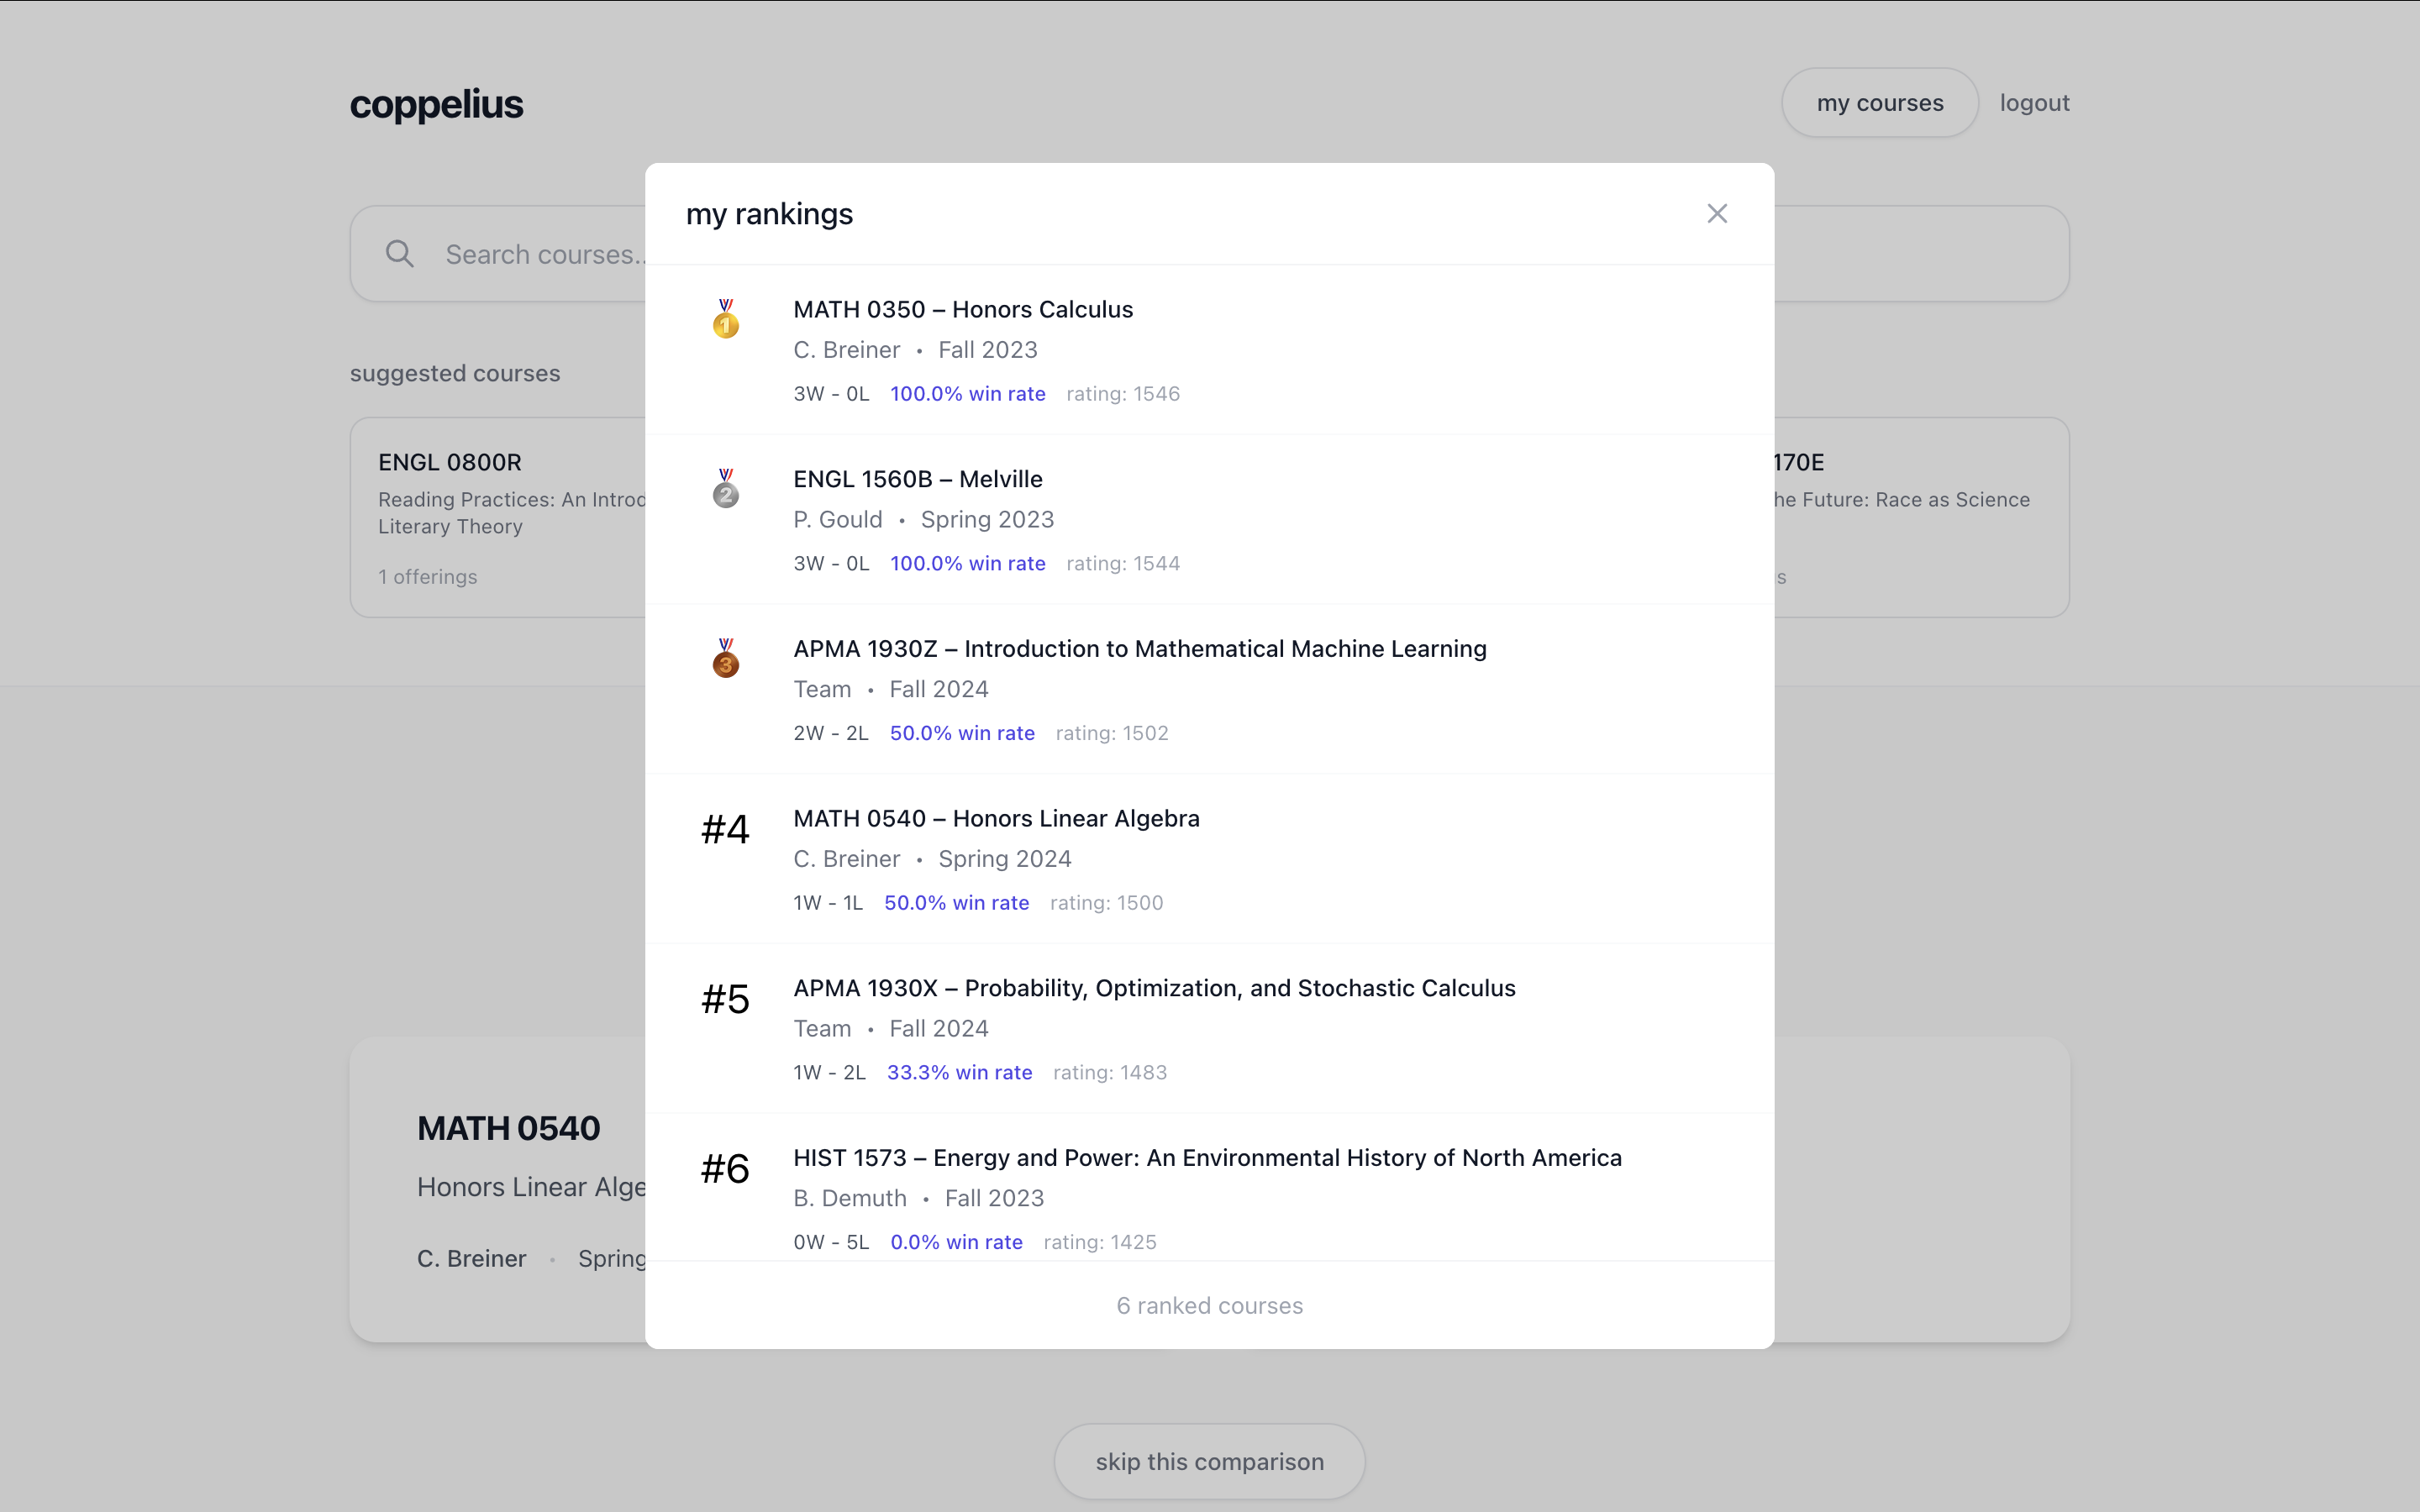 coppelius
my courses
logout
Search courses..
suggested courses
ENGL 0800R
Reading Practices: An Introd
Literary Theory
1 offerings
170E
he Future: Race as Science
s
my rankings
1
MATH 0350 – Honors Calculus
C. Breiner • Fall 2023
3W - 0L 100.0% win rate rating: 1546
2
ENGL 1560B – Melville
P. Gould • Spring 2023
3W - 0L 100.0% win rate rating: 1544
3
APMA 1930Z – Introduction to Mathematical Machine Learning
Team • Fall 2024
2W - 2L 50.0% win rate rating: 1502
#4
MATH 0540 – Honors Linear Algebra
C. Breiner • Spring 2024
1W - 1L 50.0% win rate rating: 1500
#5
APMA 1930X – Probability, Optimization, and Stochastic Calculus
Team • Fall 2024
1W - 2L 33.3% win rate rating: 1483
#6
HIST 1573 – Energy and Power: An Environmental History of North America
B. Demuth • Fall 2023
0W - 5L 0.0% win rate rating: 1425
6 ranked courses
MATH 0540
Honors Linear Alge
C. Breiner • Spring
skip this comparison